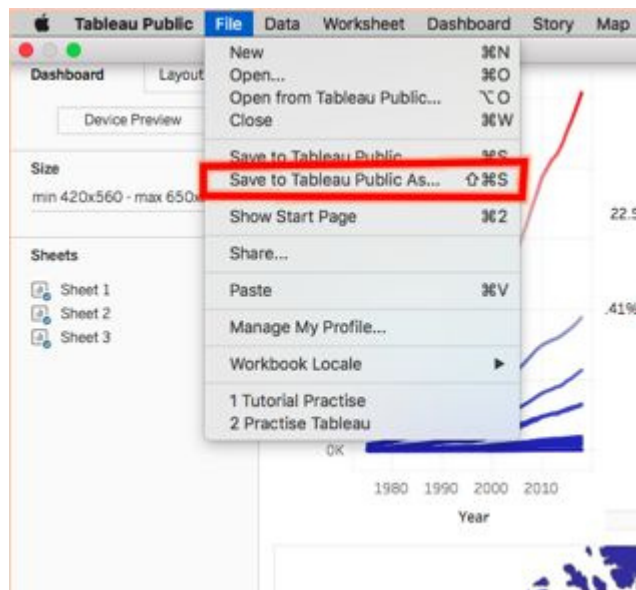 Tableau Public File Data Worksheet Dashboard Story Map
Dashboard Layout
Device Preview
Size
min 420x560 - max 650x
Sheets
Sheet 1
Sheet 2
Sheet 3
New ⌘N
Open... ⌘O
Open from Tableau Public... ⌥O
Close ⌘W
Save to Tableau Public ⌘S
Save to Tableau Public As... ⇧⌘S
Show Start Page ⌘2
Share...
Paste ⌘V
Manage My Profile...
Workbook Locale ▶
1 Tutorial Practise
2 Practise Tableau
22.5
.41%
0K
1980 1990 2000 2010
Year